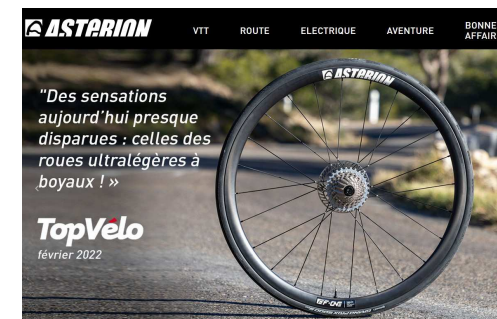 ASTERION
VTT ROUTE ELECTRIQUE AVENTURE BONNE
AFFAIR
ASTERION
"Des sensations
aujourd'hui presque
disparues : celles des
roues ultralégères à
boyaux ! »
TopVélo
février 2022